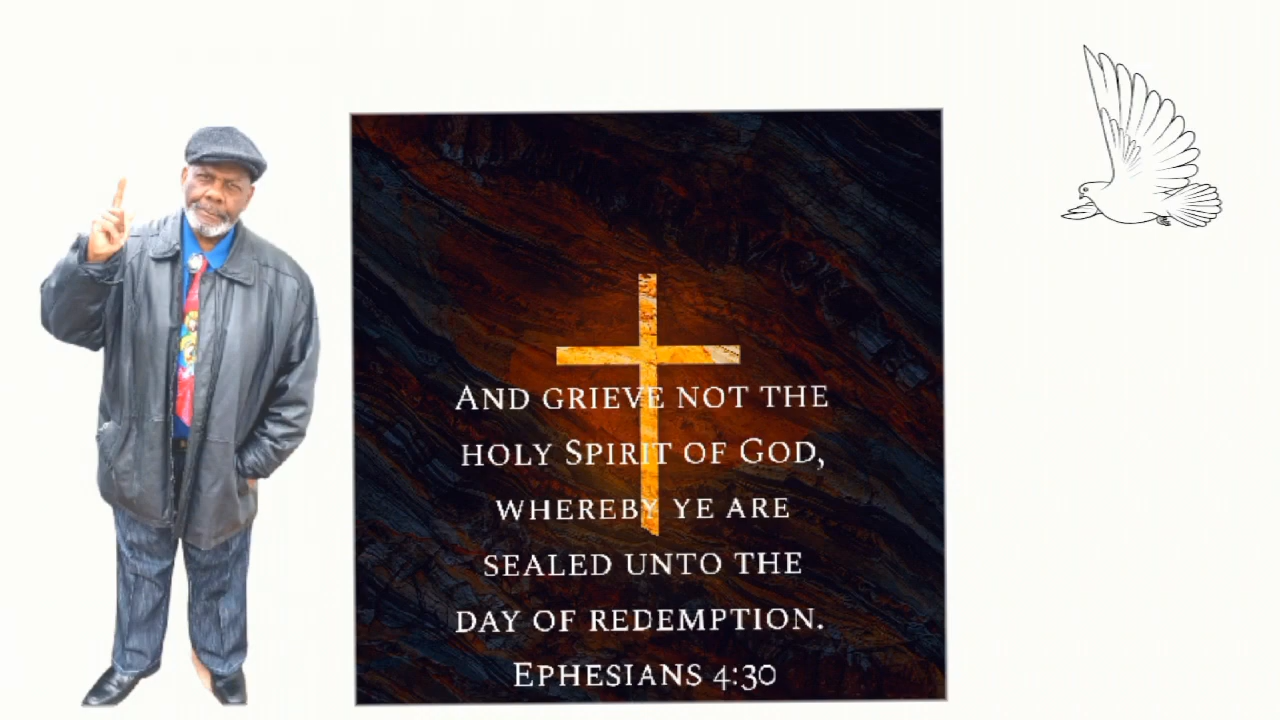 And grieve not the
holy Spirit of God,
whereby ye are
sealed unto the
day of redemption.
Ephesians 4:30